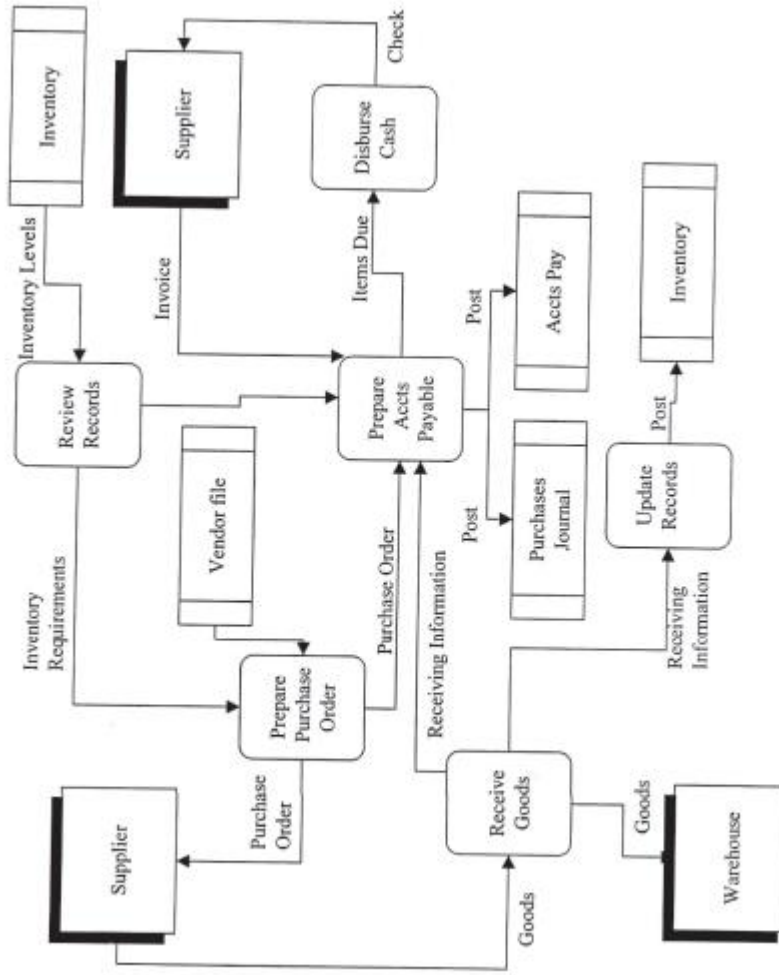 Inventory Levels
Inventory
Requirements
Review
Records
Inventory
Supplier
Invoice
Supplier
Vendor file
Purchase
Order
Prepare
Purchase
Order
Items Due
Disburse
Cash
Check
Purchase Order
Prepare
Accts
Payable
Receiving Information
Post
Post
Receive
Goods
Goods
Purchases
Journal
Accts Pay
Goods
Update
Records
Post
Receiving
Information
Inventory
Warehouse